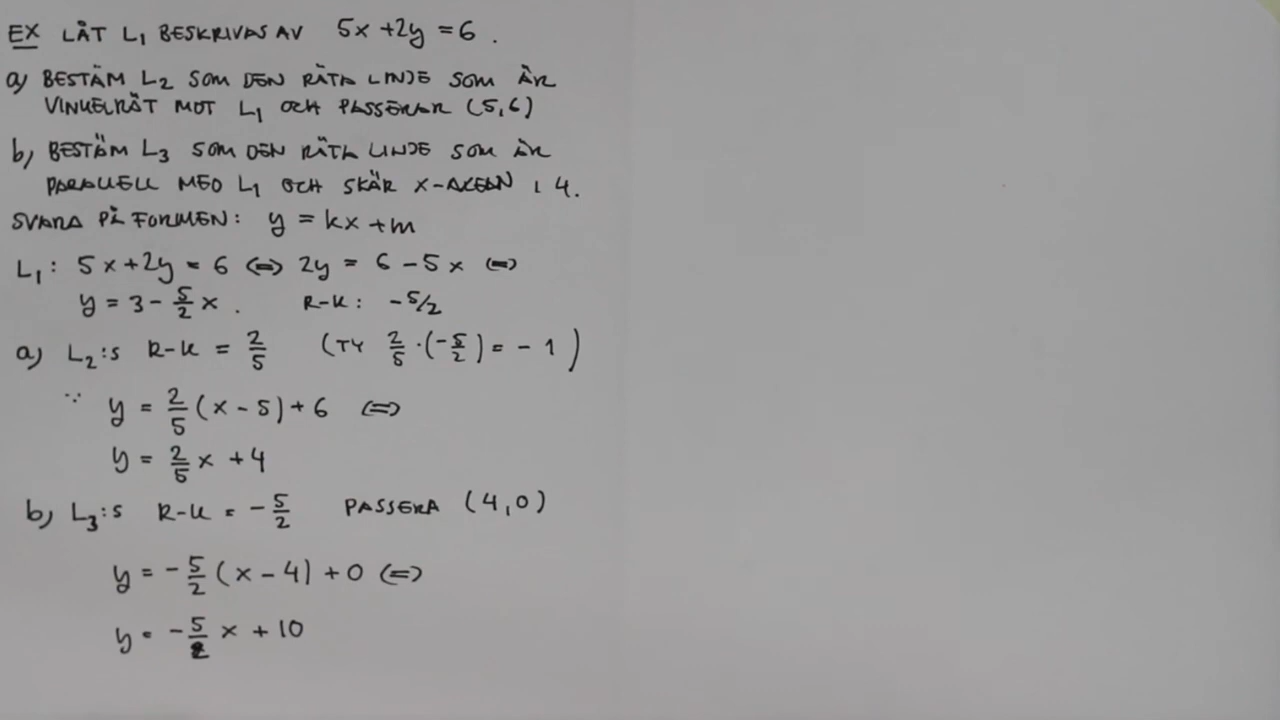 EX LÅT L₁ BESKRIVAS AV 5x+2y=6.
a) BESTÄM L₂ SOM DEN RÄTA LINJE SOM ÄR
VINKELRÄT MOT L₁ OCH PASSERAR (5,6)
b) BESTÄM L₃ SOM DEN RÄTA LINJE SOM ÄR
PARALLELL MED L₁ OCH SKÄR X-AXELN I 4.
SVARA PÅ FORMEN: y = kx+m
L₁: 5x+2y = 6 ⇔ 2y = 6-5x ⇔
y = 3 - 5/2 x. R-K: -5/2
a) L₂:s R-K = 2/5 (TY 2/5·(-5/2) = -1)
∵ y = 2/5(x-5)+6 ⇔
y = 2/5 x + 4
b) L₃:s R-K = -5/2 PASSERA (4,0)
y = -5/2(x-4)+0 ⇔
y = -5/2 x + 10